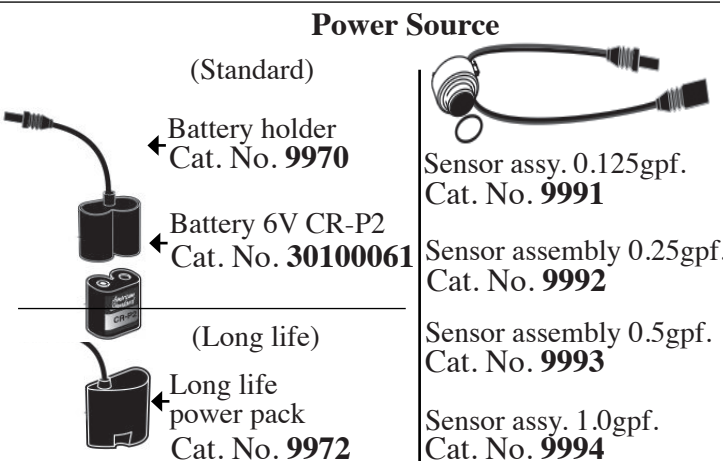 Power Source
(Standard)
Battery holder
Cat. No. 9970
Battery 6V CR-P2
Cat. No. 30100061
American
Standard
CR-P2
(Long life)
Long life
power pack
Cat. No. 9972
Sensor assy. 0.125gpf.
Cat. No. 9991
Sensor assembly 0.25gpf.
Cat. No. 9992
Sensor assembly 0.5gpf.
Cat. No. 9993
Sensor assy. 1.0gpf.
Cat. No. 9994